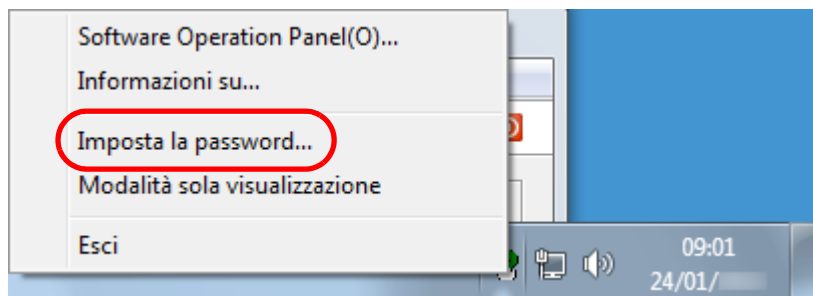 Software Operation Panel(O)...
Informazioni su...
Imposta la password...
Modalità sola visualizzazione
Esci
09:01
24/01/